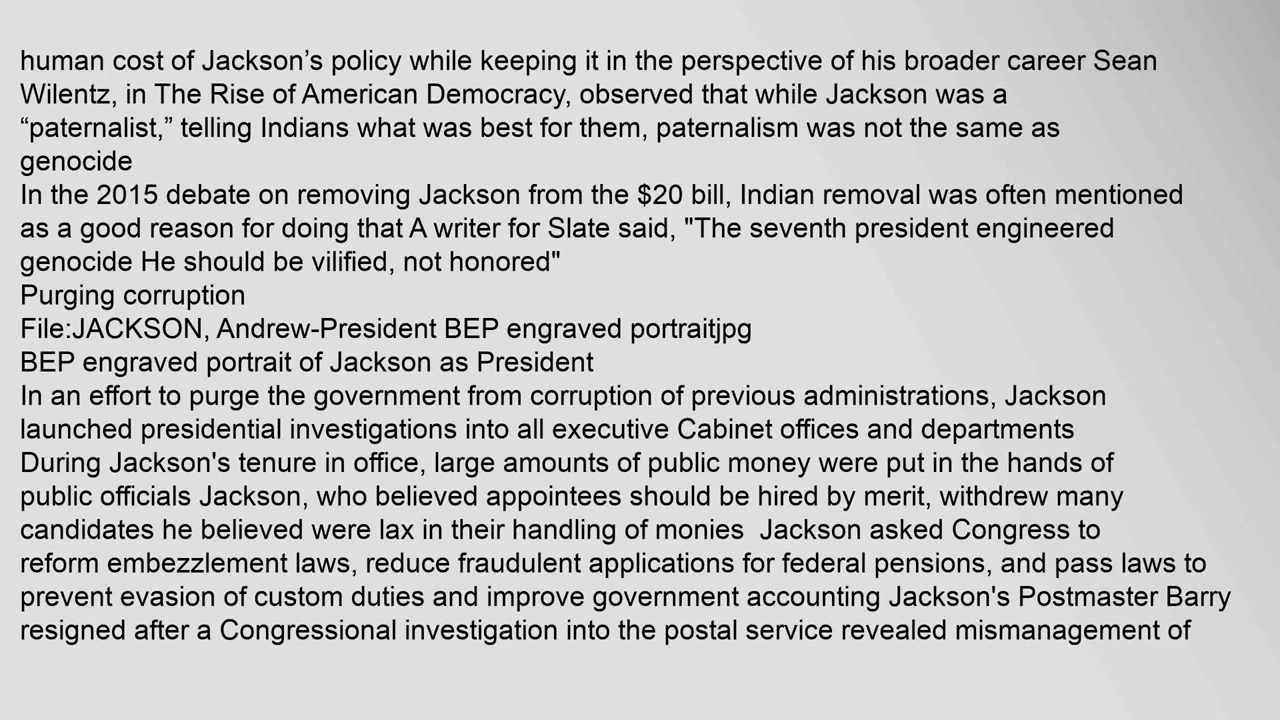 human cost of Jackson’s policy while keeping it in the perspective of his broader career Sean
Wilentz, in The Rise of American Democracy, observed that while Jackson was a
“paternalist,” telling Indians what was best for them, paternalism was not the same as
genocide
In the 2015 debate on removing Jackson from the $20 bill, Indian removal was often mentioned
as a good reason for doing that A writer for Slate said, "The seventh president engineered
genocide He should be vilified, not honored"
Purging corruption
File:JACKSON, Andrew-President BEP engraved portraitjpg
BEP engraved portrait of Jackson as President
In an effort to purge the government from corruption of previous administrations, Jackson
launched presidential investigations into all executive Cabinet offices and departments
During Jackson's tenure in office, large amounts of public money were put in the hands of
public officials Jackson, who believed appointees should be hired by merit, withdrew many
candidates he believed were lax in their handling of monies  Jackson asked Congress to
reform embezzlement laws, reduce fraudulent applications for federal pensions, and pass laws to
prevent evasion of custom duties and improve government accounting Jackson's Postmaster Barry
resigned after a Congressional investigation into the postal service revealed mismanagement of